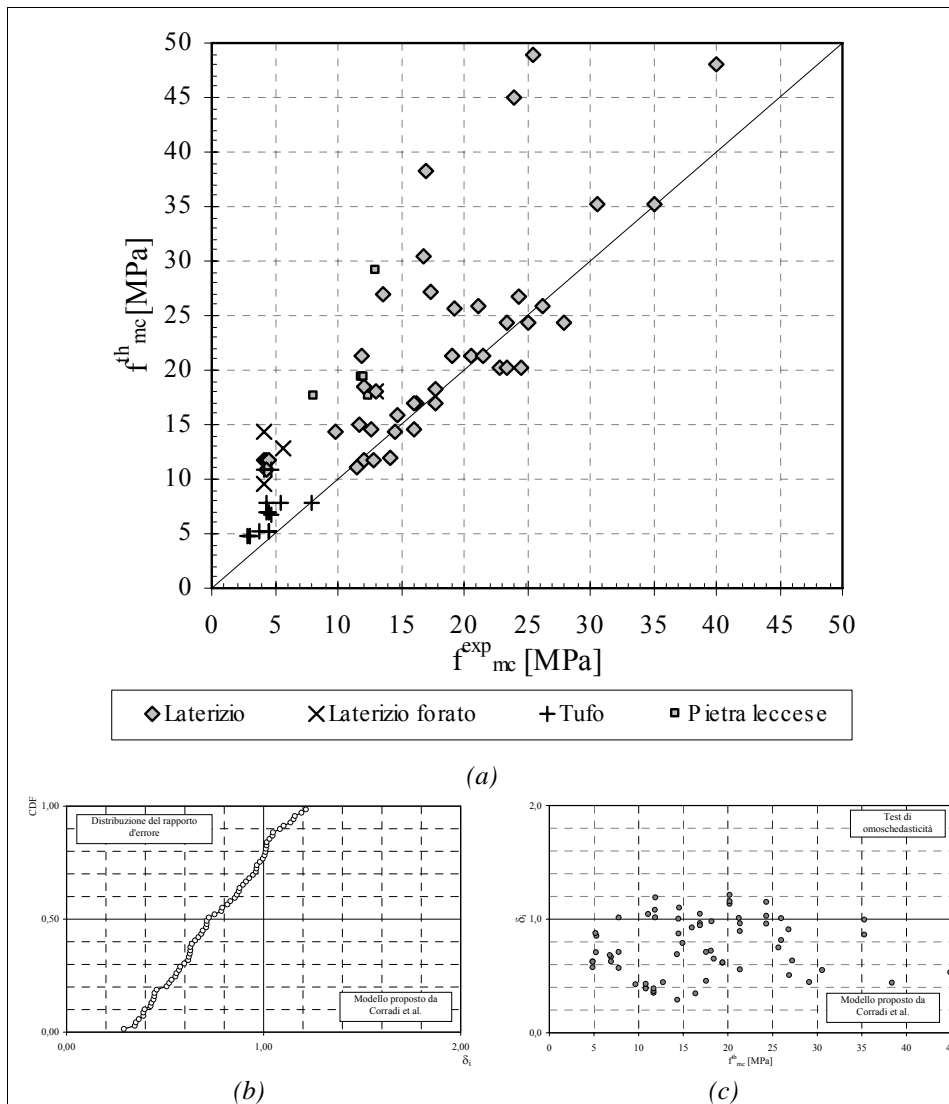 50
45
40
35
30
25
20
15
10
5
0
f^th_mc [MPa]
0 5 10 15 20 25 30 35 40 45 50
f^exp_mc [MPa]
Laterizio Laterizio forato Tufo Pietra leccese
(a)
CDF
1,00
0,50
0,00
Distribuzione del rapporto
d'errore
Modello proposto da
Corradi et al.
0,00 1,00 2,00
δi
(b)
2,0
1,0
0,0
δi
Test di
omoschedasticità
Modello proposto da
Corradi et al.
0 5 10 15 20 25 30 35 40 45
f^th_mc [MPa]
(c)